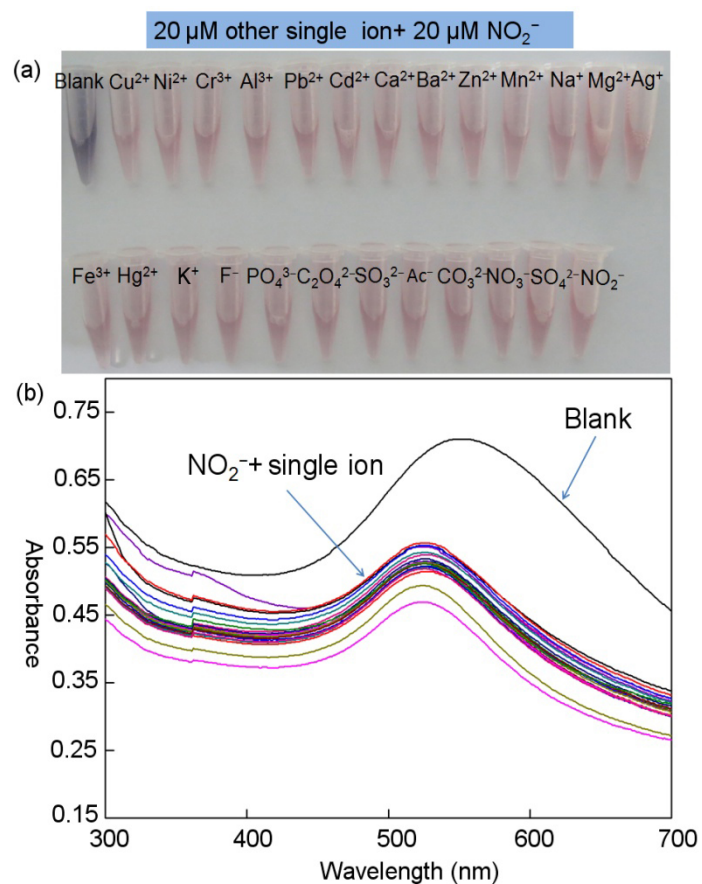 20 μM other single ion+ 20 μM NO₂⁻
(a)
Blank Cu²⁺ Ni²⁺ Cr³⁺ Al³⁺ Pb²⁺ Cd²⁺ Ca²⁺ Ba²⁺ Zn²⁺ Mn²⁺ Na⁺ Mg²⁺ Ag⁺
Fe³⁺ Hg²⁺ K⁺ F⁻ PO₄³⁻ C₂O₄²⁻ SO₃²⁻ Ac⁻ CO₃²⁻ NO₃⁻ SO₄²⁻ NO₂⁻
(b)
0.75
Blank
NO₂⁻+ single ion
0.65
0.55
Absorbance
0.45
0.35
0.25
0.15
300 400 500 600 700
Wavelength (nm)